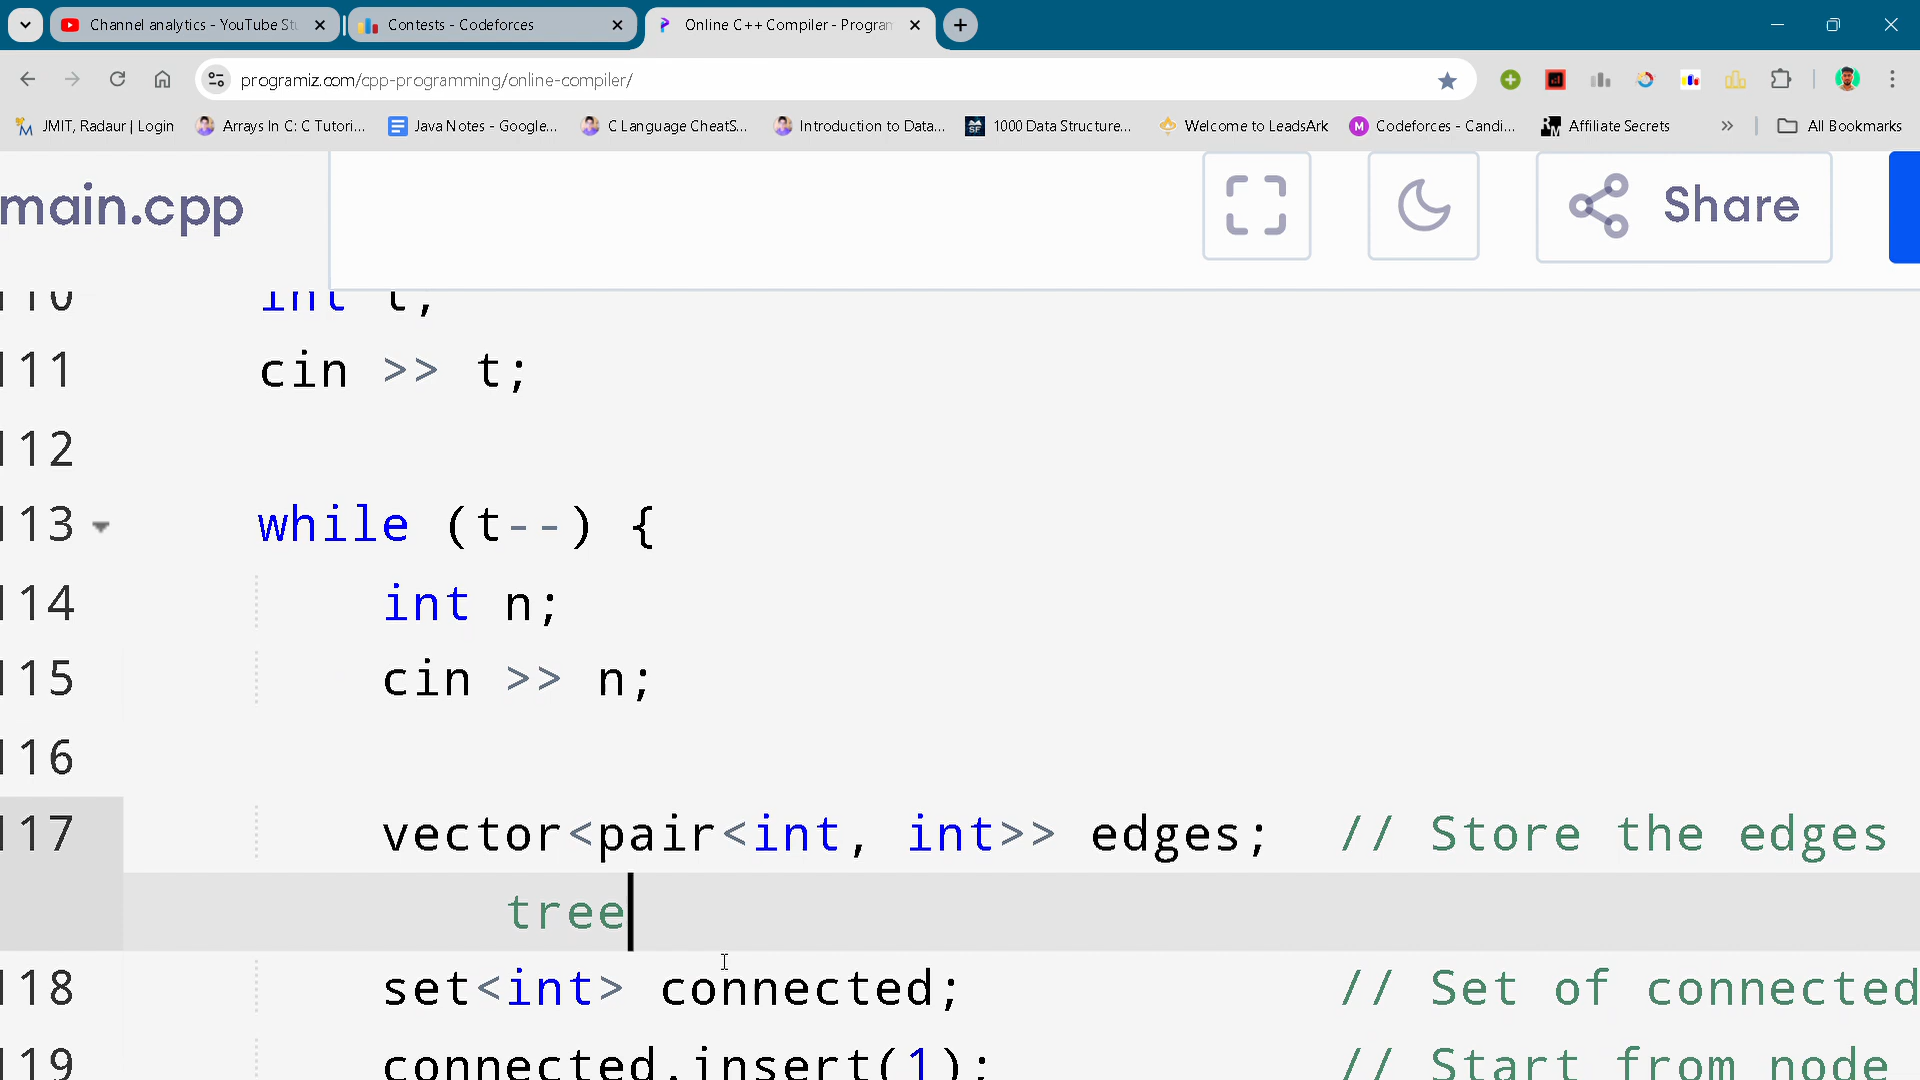 Channel analytics - YouTube Stu
Contests - Codeforces
Online C++ Compiler - Program
programiz.com/cpp-programming/online-compiler/
JMIT, Radaur | Login
Arrays In C: C Tutori...
Java Notes - Google...
C Language CheatS...
Introduction to Data...
1000 Data Structure...
Welcome to LeadsArk
Codeforces - Candi...
Affiliate Secrets
All Bookmarks
main.cpp
Share
110 int t;
111 cin >> t;
112
113 while (t--) {
114 int n;
115 cin >> n;
116
117 vector<pair<int, int>> edges; // Store the edges
tree
118 set<int> connected; // Set of connected
119 connected.insert(1); // Start from node